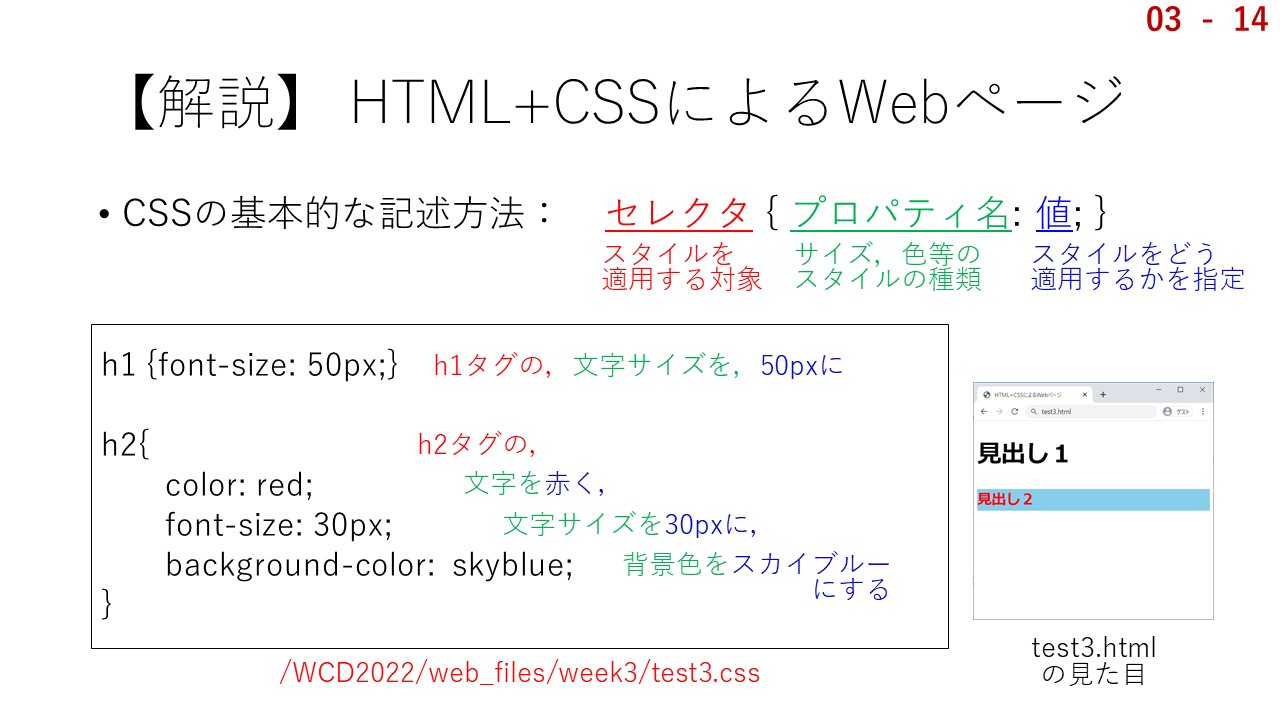 03 - 14
【解説】 HTML+CSSによるWebページ
• CSSの基本的な記述方法： セレクタ { プロパティ名: 値; }
スタイルを
適用する対象
サイズ，色等の
スタイルの種類
スタイルをどう
適用するかを指定
h1 {font-size: 50px;} h1タグの，文字サイズを，50pxに
h2{ h2タグの，
color: red; 文字を赤く，
font-size: 30px; 文字サイズを30pxに，
background-color: skyblue; 背景色をスカイブルー
にする
}
/WCD2022/web_files/week3/test3.css
HTML+CSSによるWebページ
test3.html
ゲスト
見出し１
見出し２
test3.html
の見た目